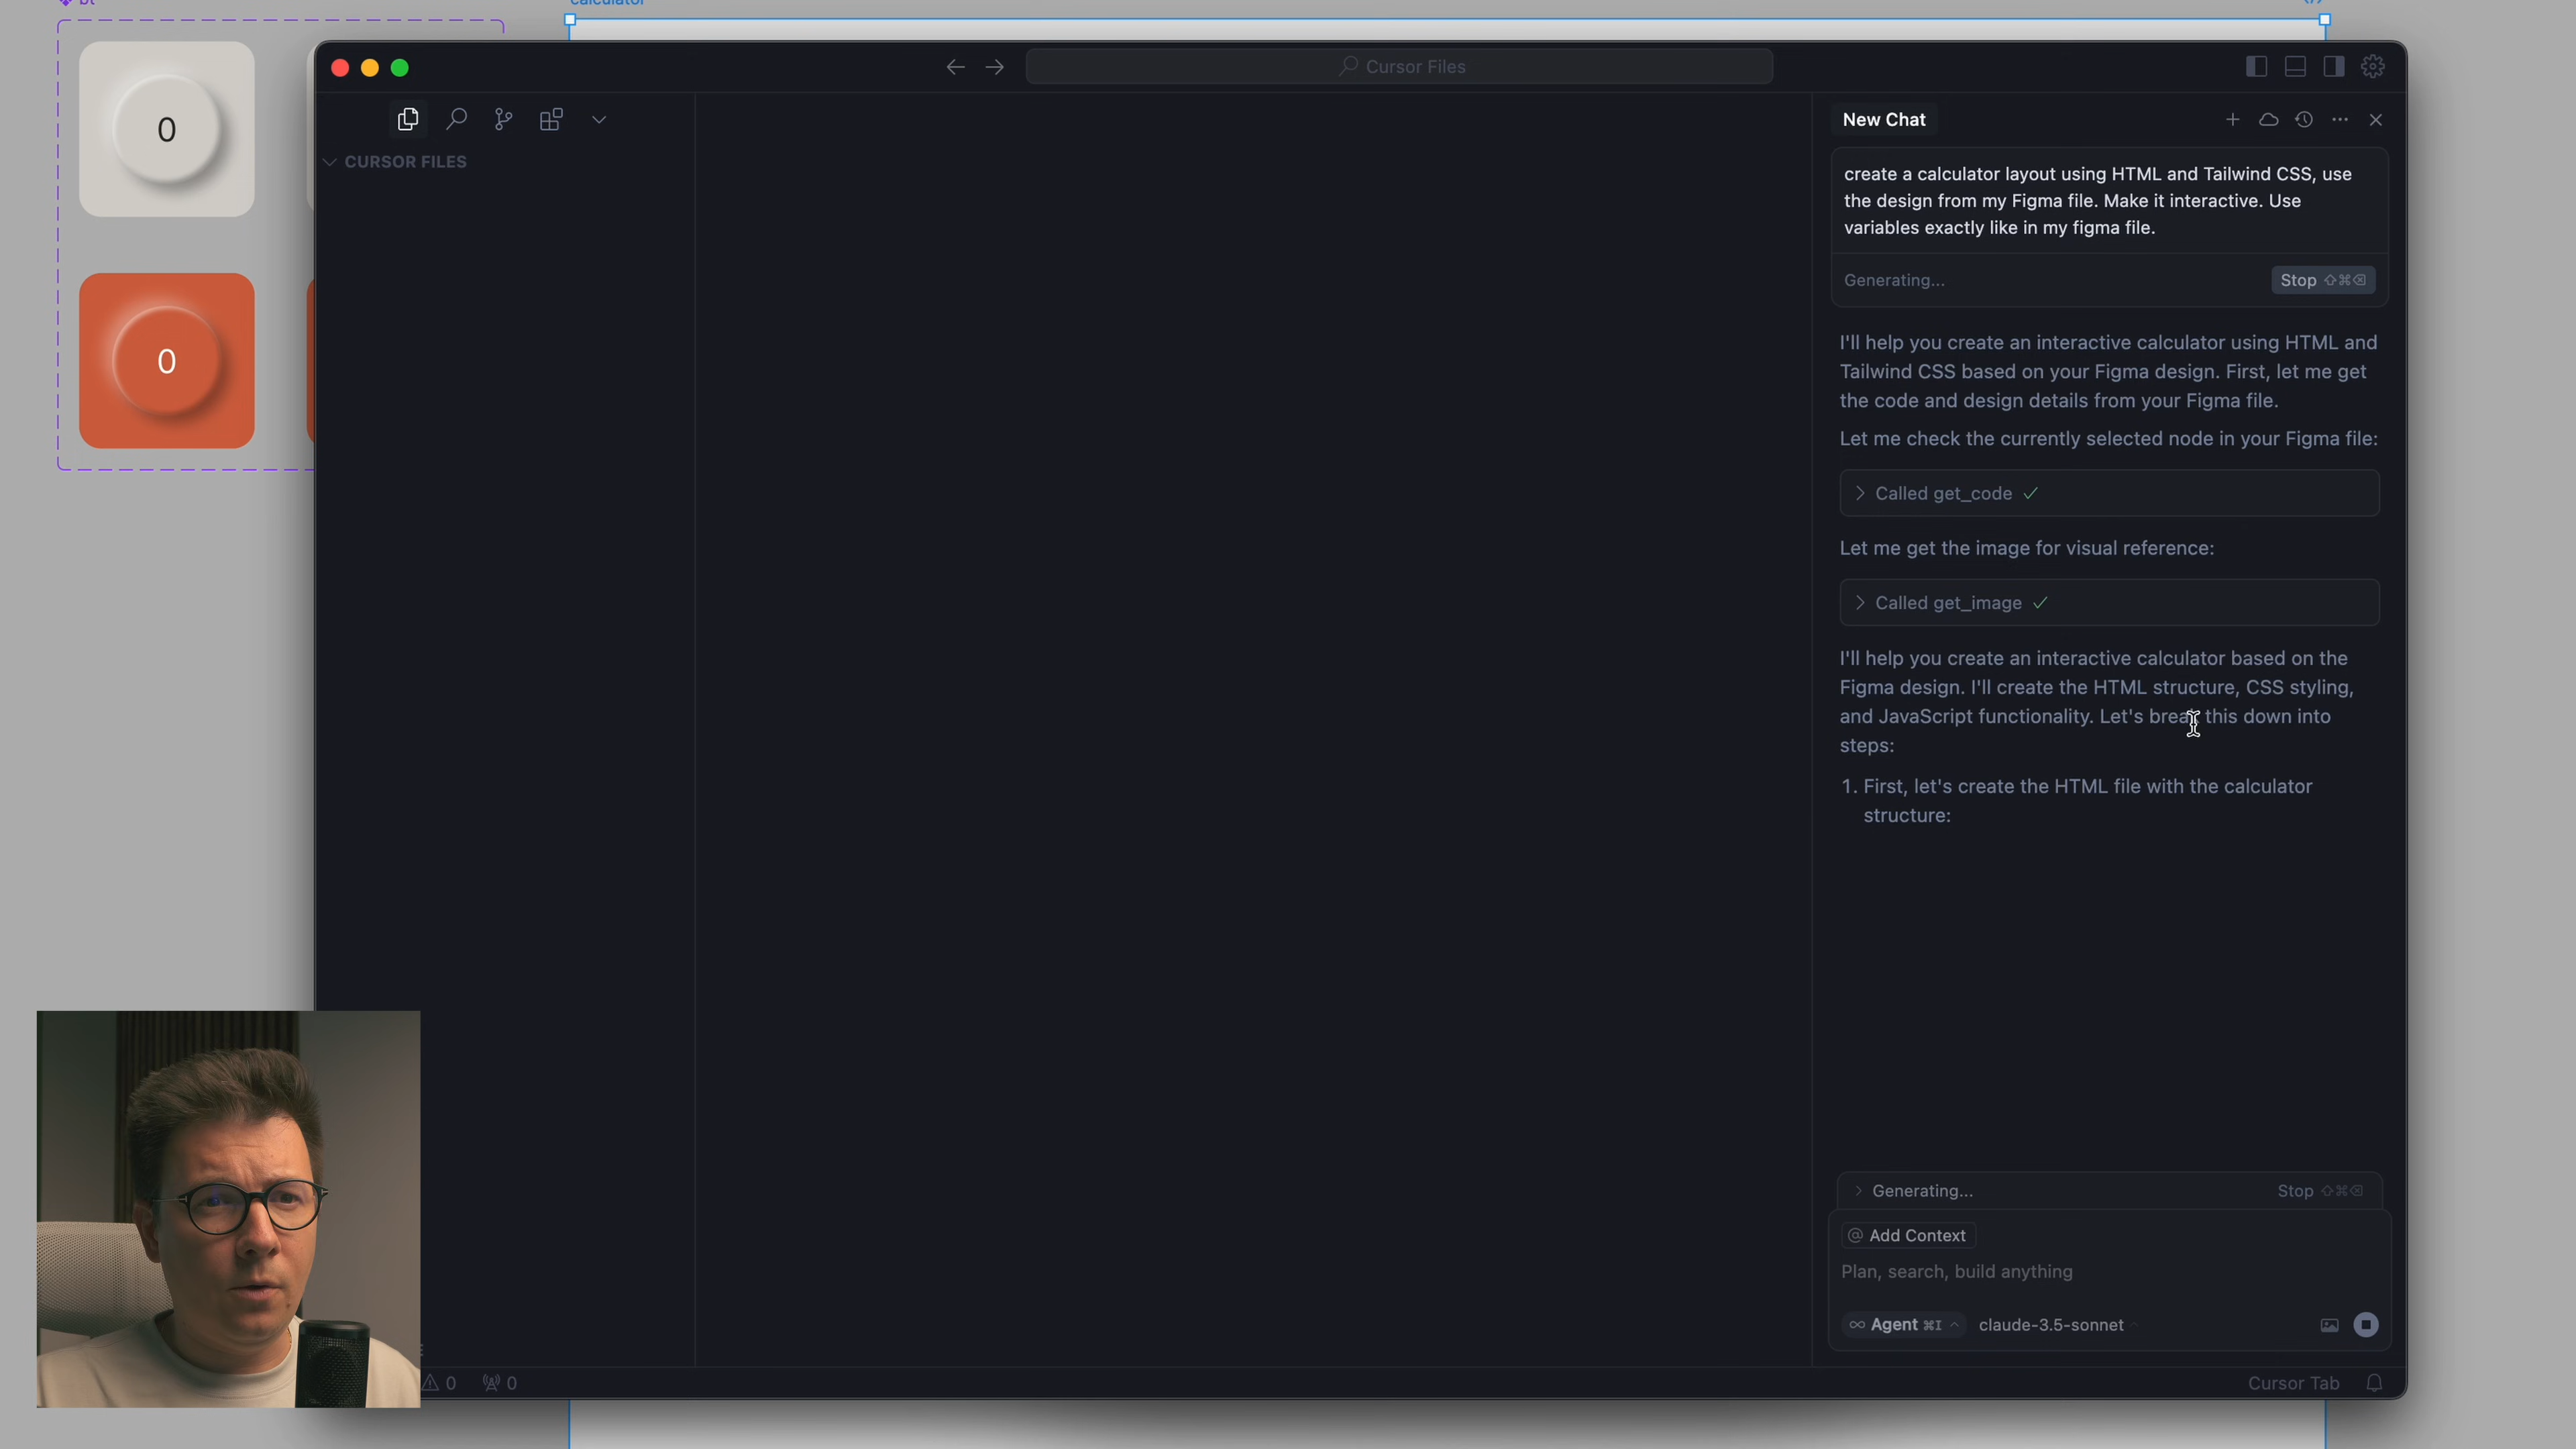 bt
calculator
0
0
Cursor Files
CURSOR FILES
New Chat
create a calculator layout using HTML and Tailwind CSS, use
the design from my Figma file. Make it interactive. Use
variables exactly like in my figma file.
Generating...
Stop ⇧⌘⌫
I'll help you create an interactive calculator using HTML and
Tailwind CSS based on your Figma design. First, let me get
the code and design details from your Figma file.
Let me check the currently selected node in your Figma file:
Called get_code
Let me get the image for visual reference:
Called get_image
I'll help you create an interactive calculator based on the
Figma design. I'll create the HTML structure, CSS styling,
and JavaScript functionality. Let's break this down into
steps:
1. First, let's create the HTML file with the calculator
structure:
Generating...
Stop ⇧⌘⌫
@ Add Context
Plan, search, build anything
∞ Agent ⌘I
claude-3.5-sonnet
0
0
Cursor Tab